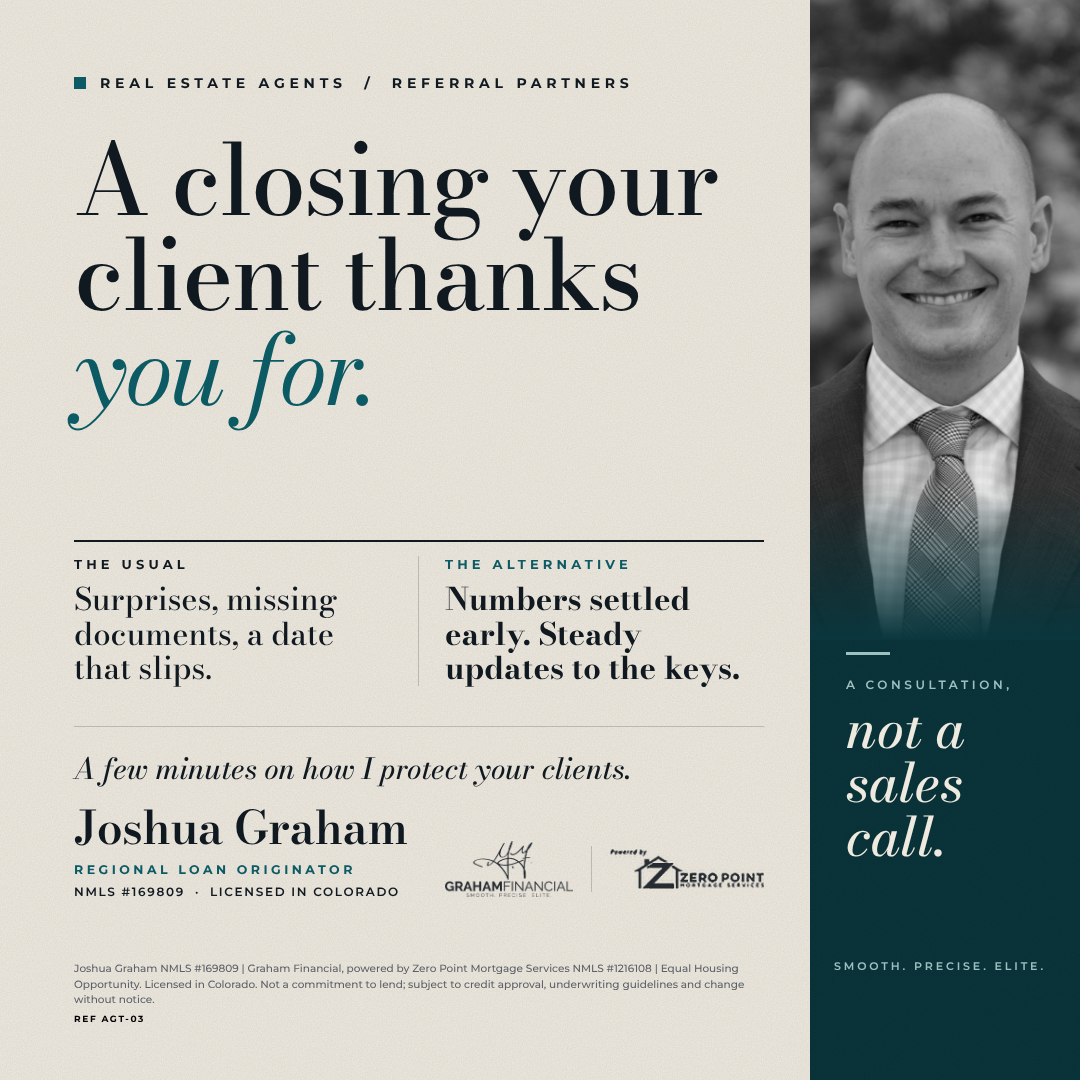 REAL ESTATE AGENTS / REFERRAL PARTNERS
A closing your
client thanks
you for.
THE USUAL
Surprises, missing
documents, a date
that slips.
THE ALTERNATIVE
Numbers settled
early. Steady
updates to the keys.
A few minutes on how I protect your clients.
Joshua Graham
REGIONAL LOAN ORIGINATOR
NMLS #169809 · LICENSED IN COLORADO
GRAHAMFINANCIAL
SMOOTH. PRECISE. ELITE.
Powered by
ZERO POINT
MORTGAGE SERVICES
Joshua Graham NMLS #169809 | Graham Financial, powered by Zero Point Mortgage Services NMLS #1216108 | Equal Housing
Opportunity. Licensed in Colorado. Not a commitment to lend; subject to credit approval, underwriting guidelines and change
without notice.
REF AGT-03
A CONSULTATION,
not a
sales
call.
SMOOTH. PRECISE. ELITE.